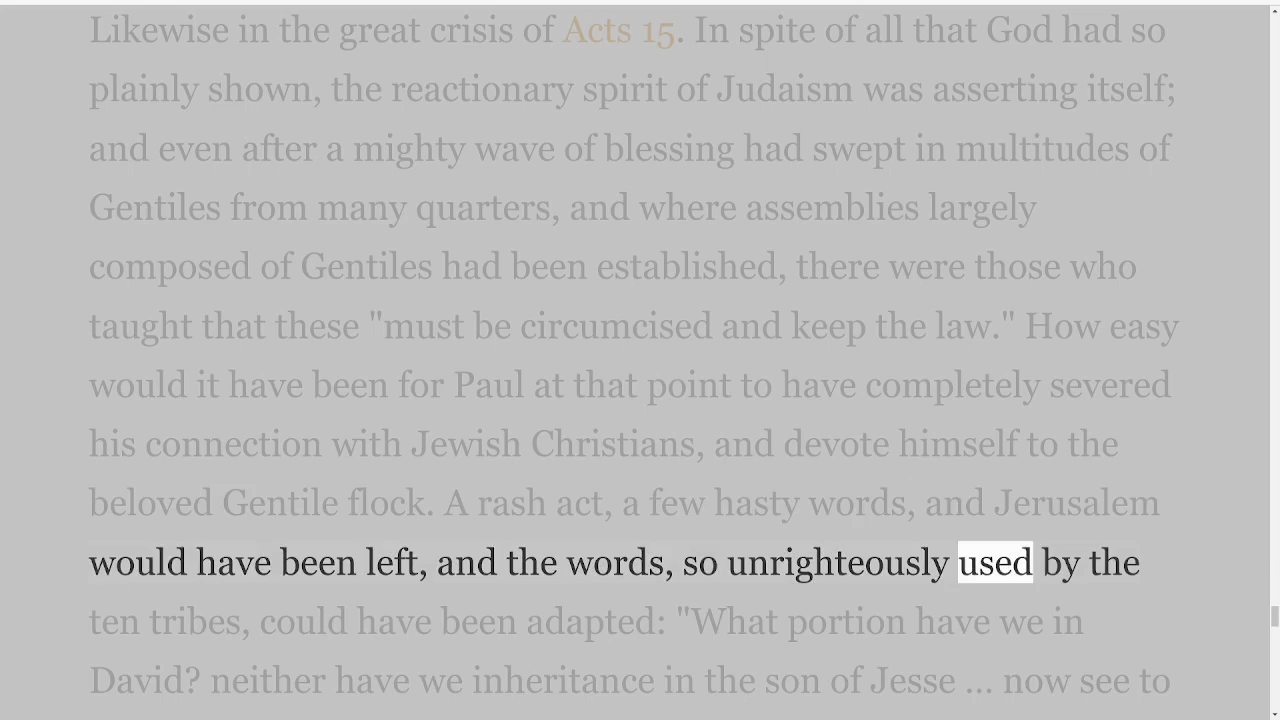 Likewise in the great crisis of Acts 15. In spite of all that God had so
plainly shown, the reactionary spirit of Judaism was asserting itself;
and even after a mighty wave of blessing had swept in multitudes of
Gentiles from many quarters, and where assemblies largely
composed of Gentiles had been established, there were those who
taught that these "must be circumcised and keep the law." How easy
would it have been for Paul at that point to have completely severed
his connection with Jewish Christians, and devote himself to the
beloved Gentile flock. A rash act, a few hasty words, and Jerusalem
would have been left, and the words, so unrighteously used by the
ten tribes, could have been adapted: "What portion have we in
David? neither have we inheritance in the son of Jesse ... now see to